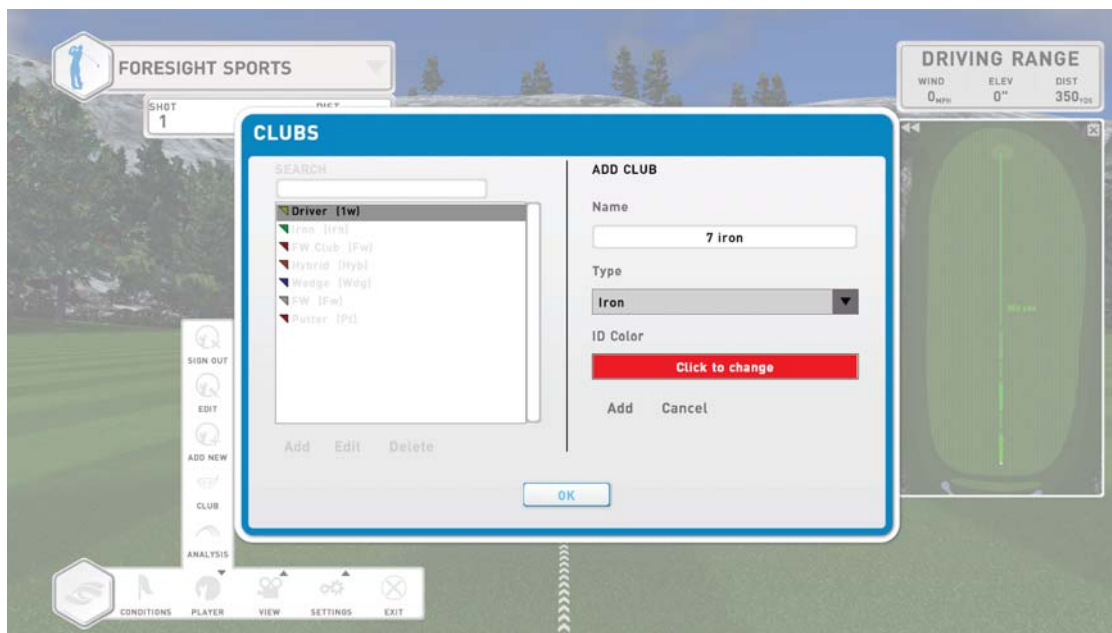 FORESIGHT SPORTS
SHOT
1
DRIVING RANGE
WIND ELEV DIST
0MPH 0" 350YDS
CLUBS
SEARCH
Driver (1w)
Iron (Irn)
FW Club (Fw)
Hybrid (Hyb)
Wedge (Wdg)
FW (Fw)
Putter (Pt)
Add Edit Delete
ADD CLUB
Name
7 iron
Type
Iron
ID Color
Click to change
Add Cancel
OK
SIGN OUT
EDIT
ADD NEW
CLUB
ANALYSIS
CONDITIONS PLAYER VIEW SETTINGS EXIT